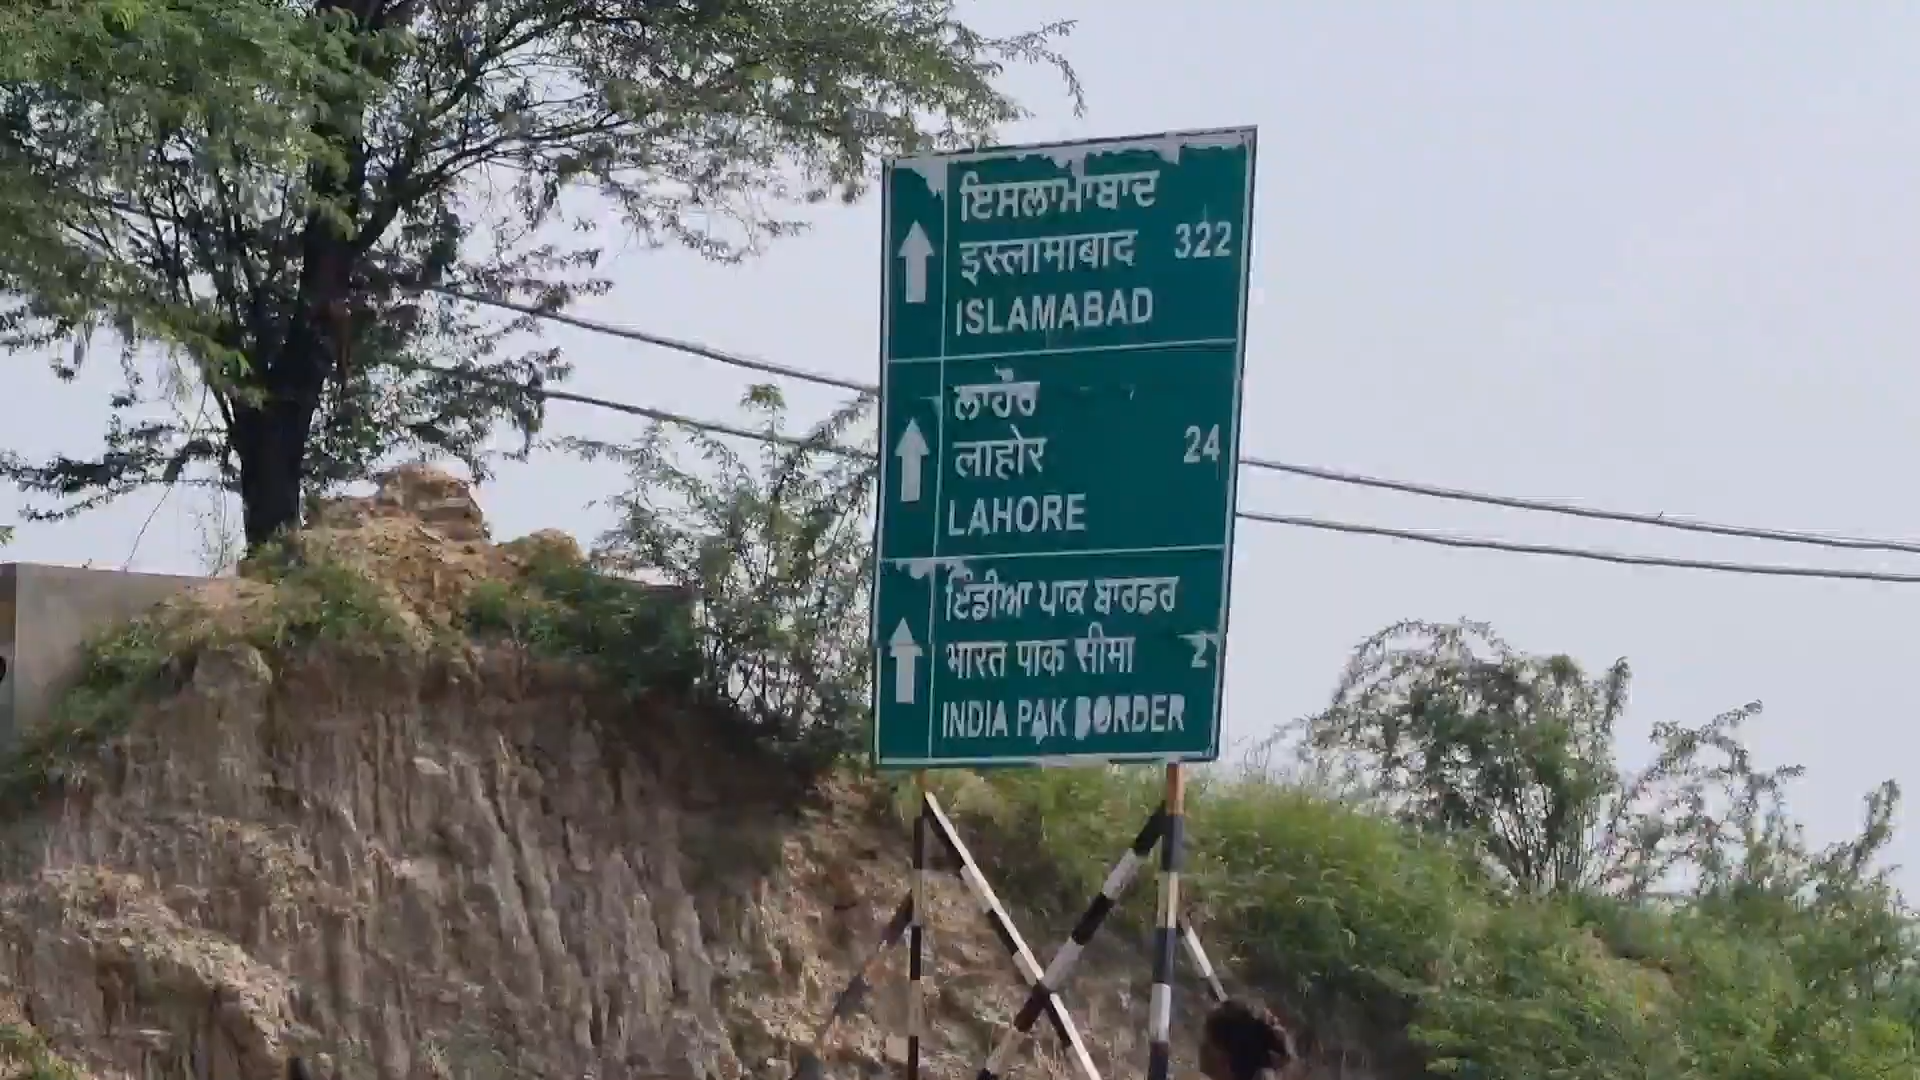 ਇਸਲਾਮਾਬਾਦ
इस्लामाबाद 322
ISLAMABAD
ਲਾਹੌਰ
लाहोर 24
LAHORE
ਇੰਡੀਆ ਪਾਕ ਬਾਰਡਰ
भारत पाक सीमा 2
INDIA PAK BORDER